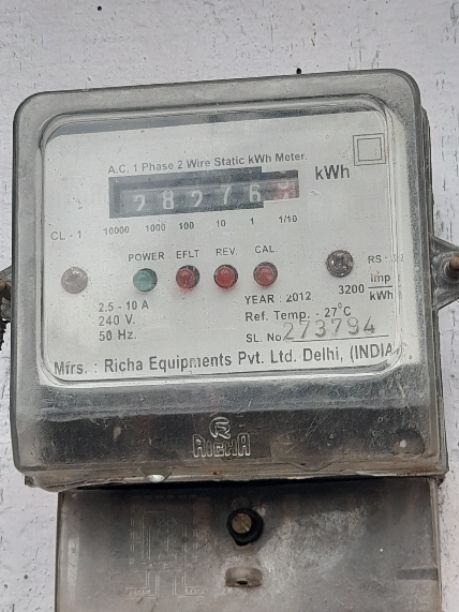 A.C. 1 Phase 2 Wire Static kWh Meter.
28276
kWh
CL - 1
10000 1000 100 10 1 1/10
POWER EFLT REV. CAL.
3200 imp kWh
2.5 - 10 A
240 V.
50 Hz.
YEARː 2012
Ref. Temp. - 27°C
SL. No. 273794
Mfrs. : Richa Equipments Pvt. Ltd. Delhi, (INDIA)
RICHA